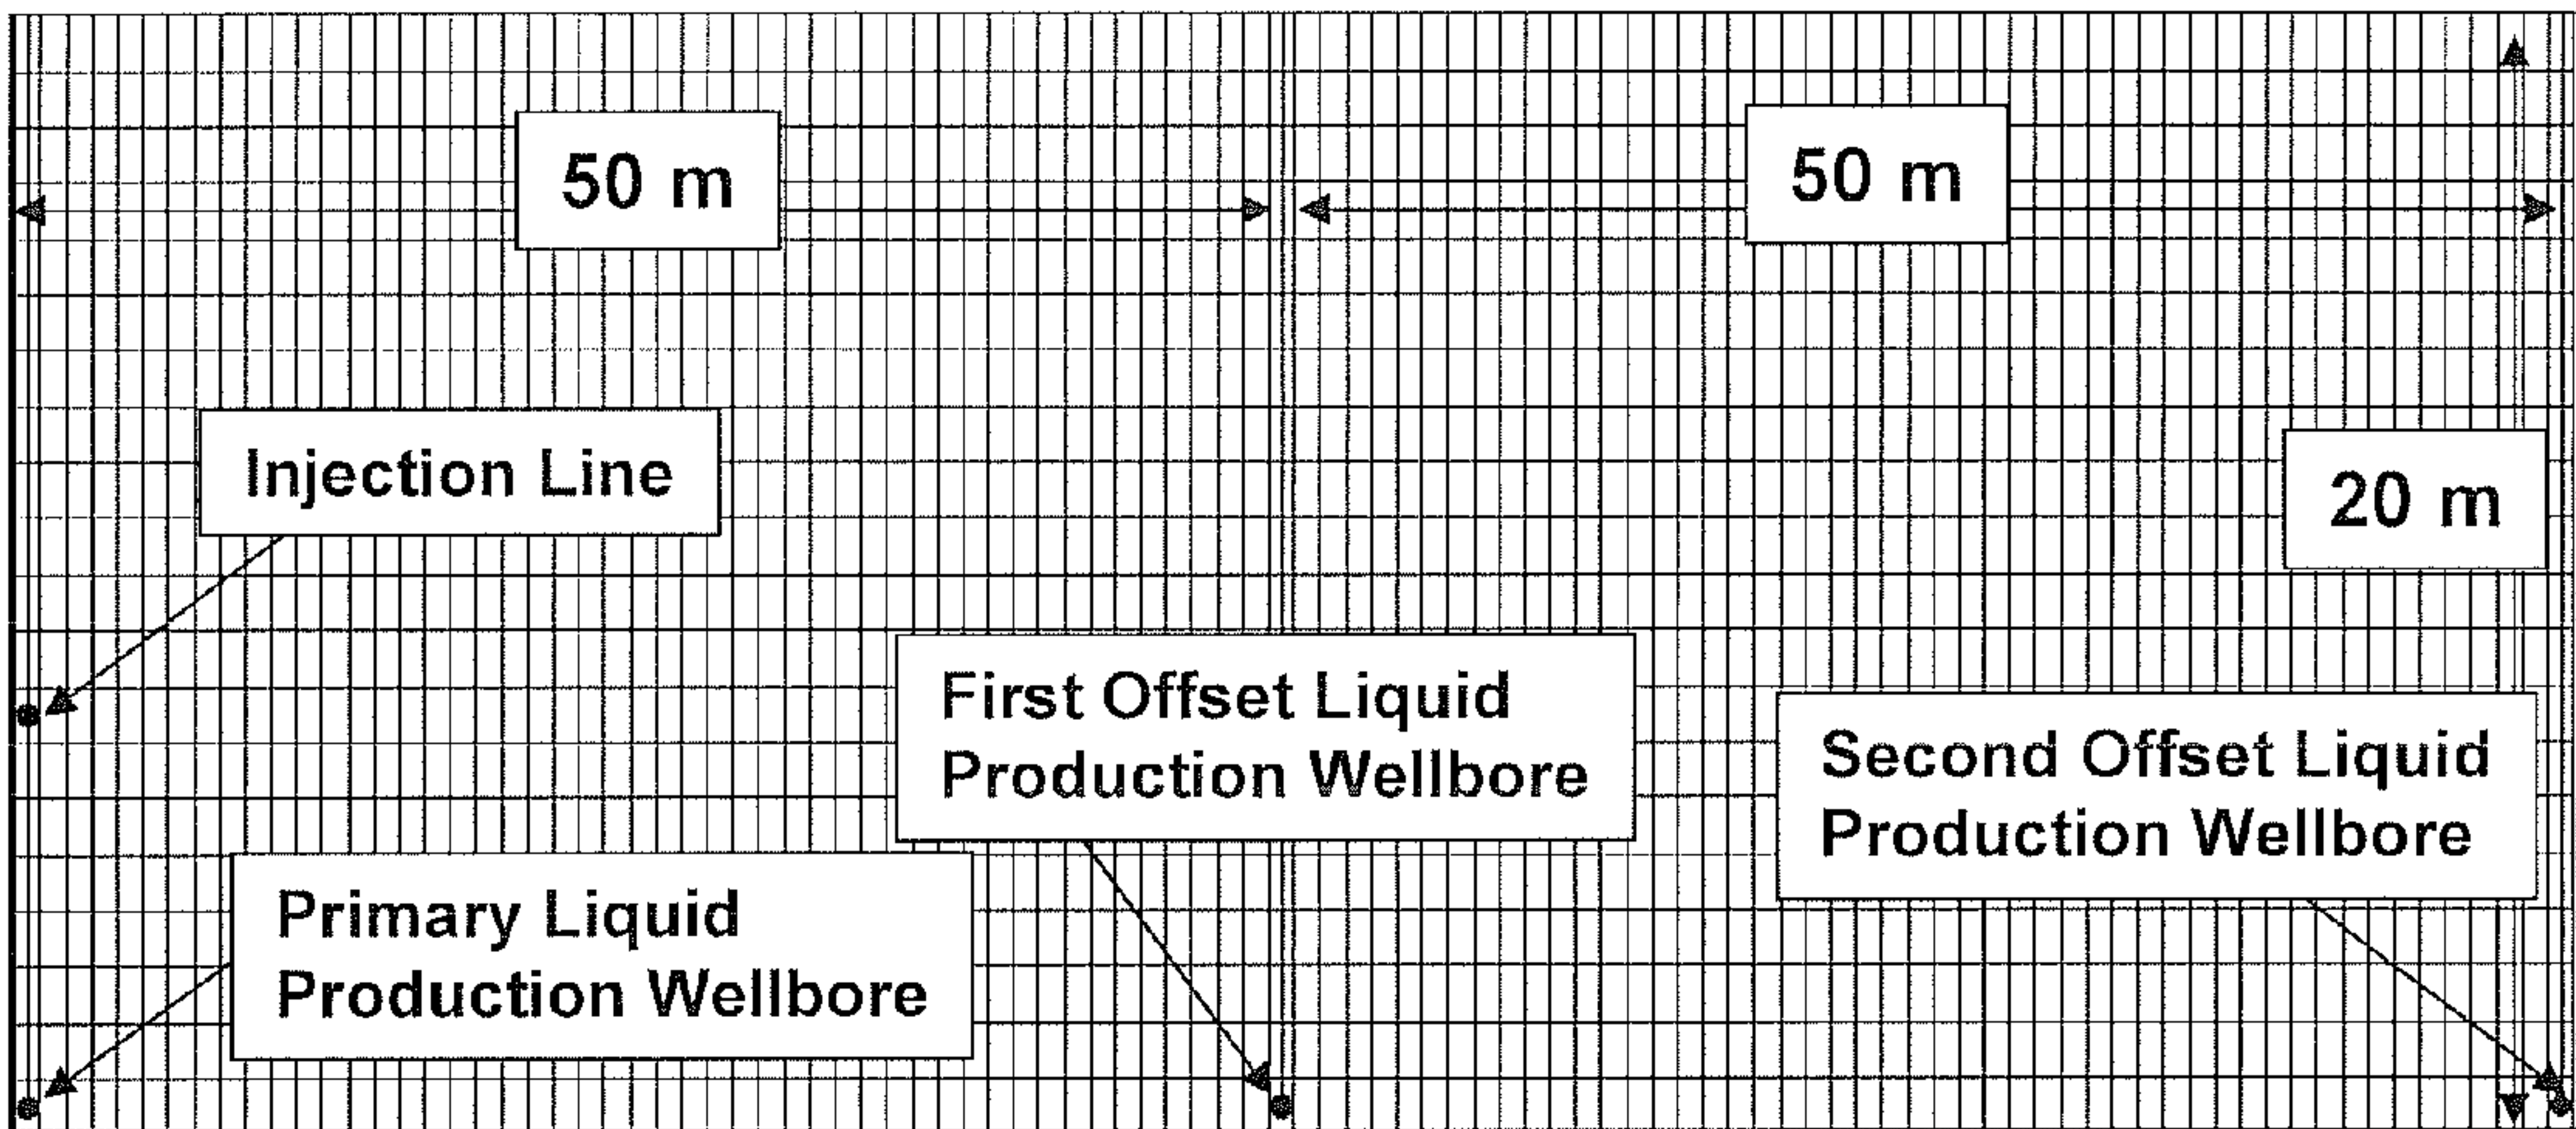 50 m
50 m
Injection Line
20 m
First Offset Liquid
Production Wellbore
Second Offset Liquid
Production Wellbore
Primary Liquid
Production Wellbore